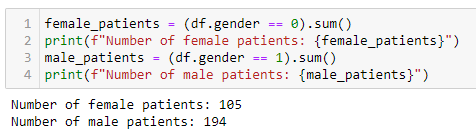 1 female_patients = (df.gender == 0).sum()
2 print(f"Number of female patients: {female_patients}")
3 male_patients = (df.gender == 1).sum()
4 print(f"Number of male patients: {male_patients}")
Number of female patients: 105
Number of male patients: 194